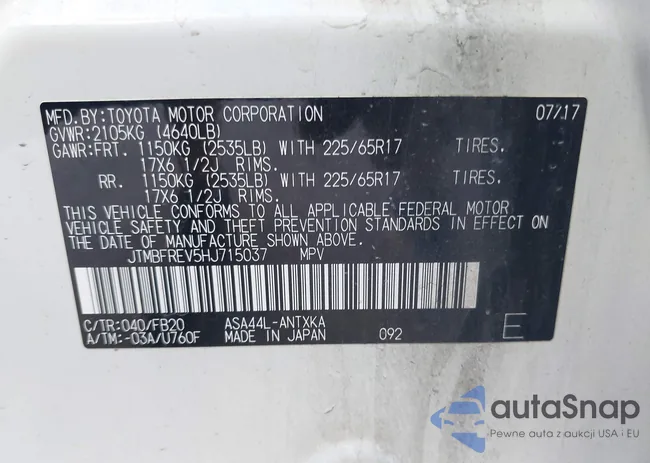 MFD.BY:TOYOTA MOTOR CORPORATION 07/17
GVWR:2105KG (4640LB)
GAWR:FRT. 1150KG (2535LB) WITH 225/65R17 TIRES.
17X6 1/2J RIMS.
RR. 1150KG (2535LB) WITH 225/65R17 TIRES.
17X6 1/2J RIMS.
THIS VEHICLE CONFORMS TO ALL APPLICABLE FEDERAL MOTOR
VEHICLE SAFETY AND THEFT PREVENTION STANDARDS IN EFFECT ON
THE DATE OF MANUFACTURE SHOWN ABOVE.
JTMBFREV5HJ715037 MPV
C/TR:040/FB20 ASA44L-ANTXKA
A/TM:-03A/U760F MADE IN JAPAN 092 E
autoSnap
Pewne auta z aukcji USA i EU